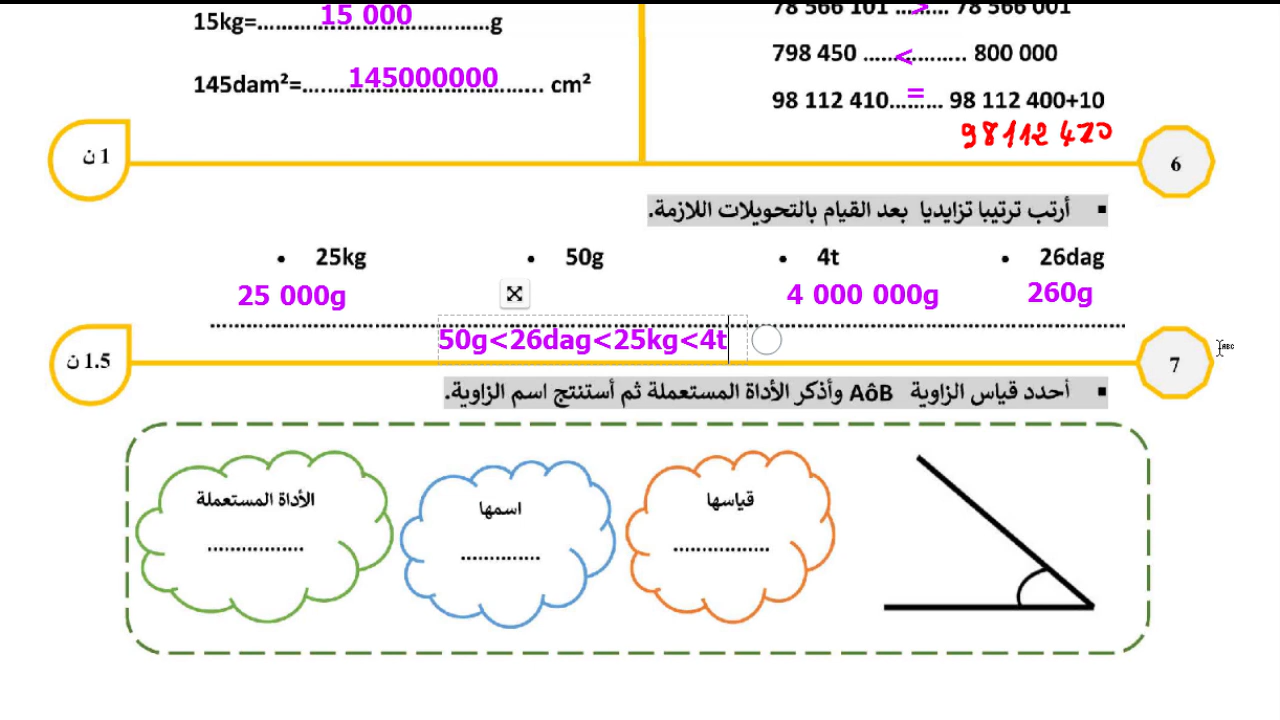 15kg=...........15 000...........g
145dam²=...........145000000........... cm²
78 566 101 ....>.... 78 566 001
798 450 ......<........ 800 000
98 112 410....=.... 98 112 400+10
1 ن
6
▪ أرتب ترتيبا تزايديا بعد القيام بالتحويلات اللازمة.
• 25kg • 50g • 4t • 26dag
25 000g 4 000 000g 260g
50g<26dag<25kg<4t
1.5 ن
7
▪ أحدد قياس الزاوية AôB وأذكر الأداة المستعملة ثم أستنتج اسم الزاوية.
قياسها
.................
اسمها
..............
الأداة المستعملة
.................